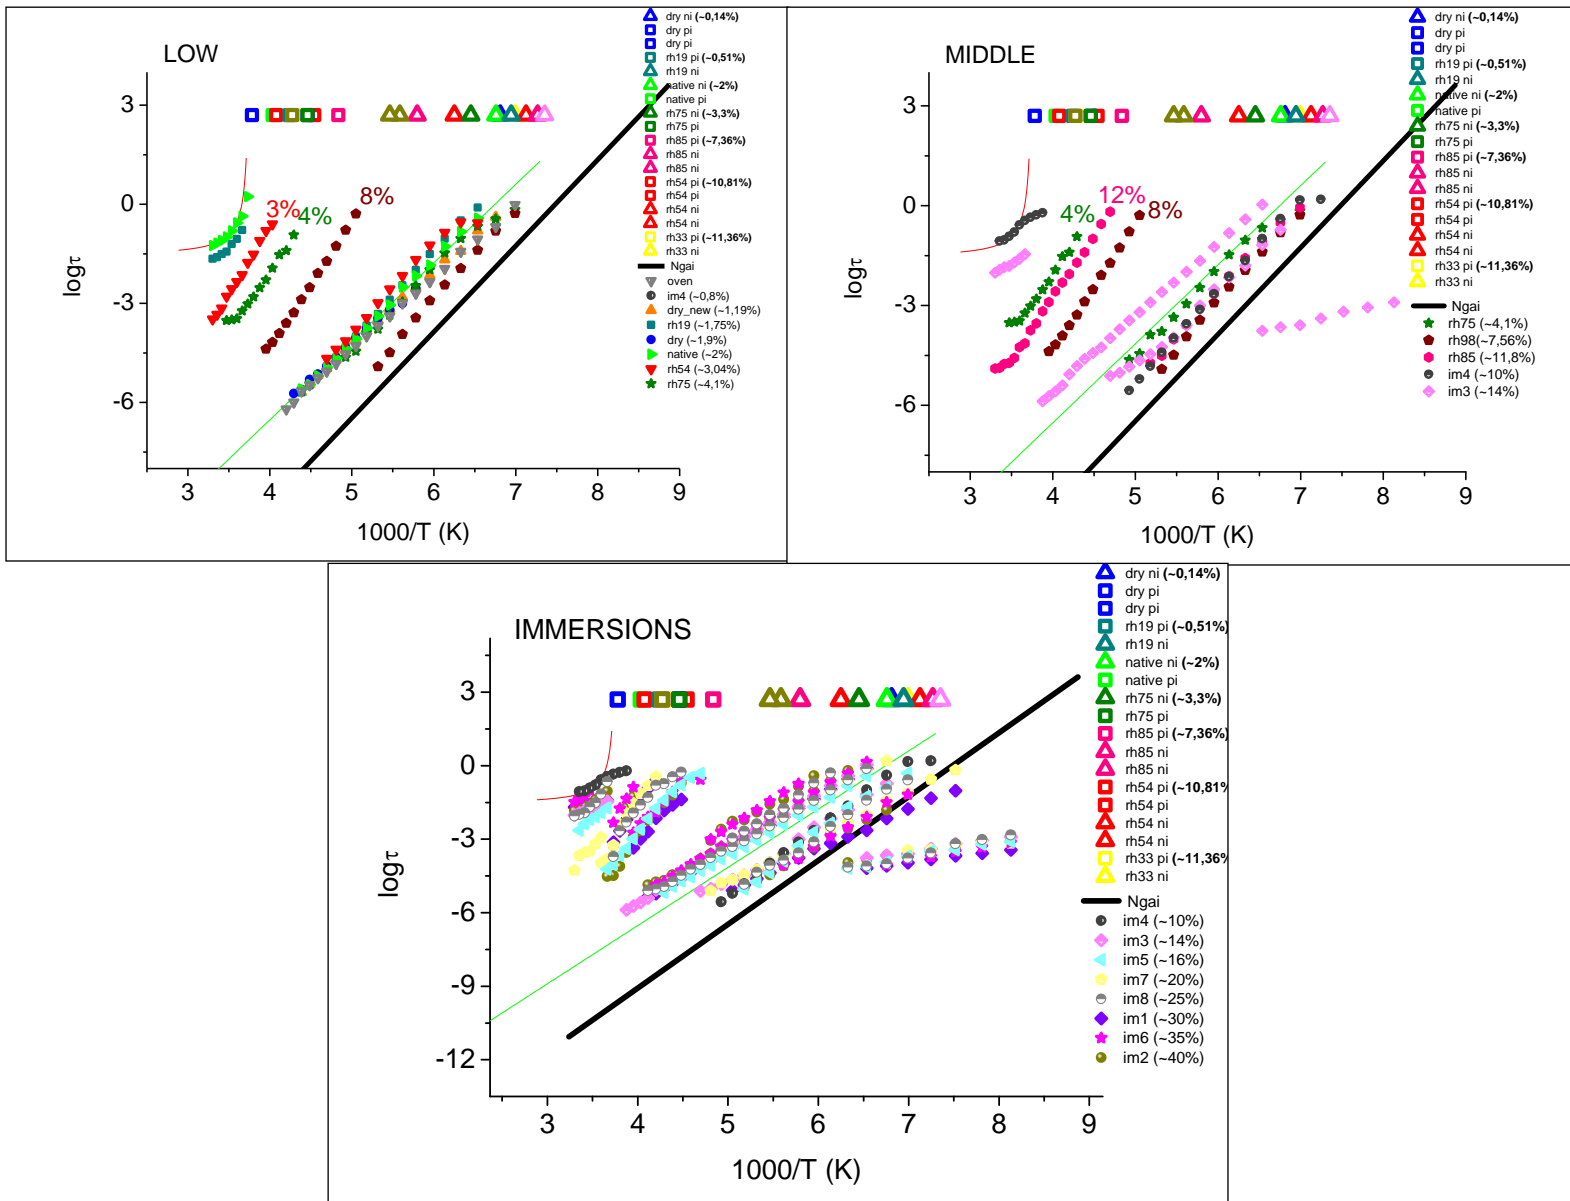 LOW
3
0
-3
-6
logτ
3%
4%
8%
3 4 5 6 7 8 9
1000/T (K)
dry ni (~0,14%)
dry pi
dry pi
rh19 pi (~0,51%)
rh19 ni
native ni (~2%)
native pi
rh75 ni (~3,3%)
rh75 pi
rh85 pi (~7,36%)
rh85 ni
rh85 ni
rh54 pi (~10,81%)
rh54 pi
rh54 ni
rh54 ni
rh33 pi (~11,36%)
rh33 ni
Ngai
oven
im4 (~0,8%)
dry_new (~1,19%)
rh19 (~1,75%)
dry (~1,9%)
native (~2%)
rh54 (~3,04%)
rh75 (~4,1%)
MIDDLE
3
0
-3
-6
logτ
4%
12%
8%
3 4 5 6 7 8 9
1000/T (K)
dry ni (~0,14%)
dry pi
dry pi
rh19 pi (~0,51%)
rh19 ni
native ni (~2%)
native pi
rh75 ni (~3,3%)
rh75 pi
rh85 pi (~7,36%)
rh85 ni
rh85 ni
rh54 pi (~10,81%)
rh54 pi
rh54 ni
rh54 ni
rh33 pi (~11,36%)
rh33 ni
Ngai
rh75 (~4,1%)
rh98(~7,56%)
rh85 (~11,8%)
im4 (~10%)
im3 (~14%)
IMMERSIONS
3
0
-3
-6
-9
-12
logτ
3 4 5 6 7 8 9
1000/T (K)
dry ni (~0,14%)
dry pi
dry pi
rh19 pi (~0,51%)
rh19 ni
native ni (~2%)
native pi
rh75 ni (~3,3%)
rh75 pi
rh85 pi (~7,36%)
rh85 ni
rh85 ni
rh54 pi (~10,81%
rh54 pi
rh54 ni
rh54 ni
rh33 pi (~11,36%
rh33 ni
Ngai
im4 (~10%)
im3 (~14%)
im5 (~16%)
im7 (~20%)
im8 (~25%)
im1 (~30%)
im6 (~35%)
im2 (~40%)